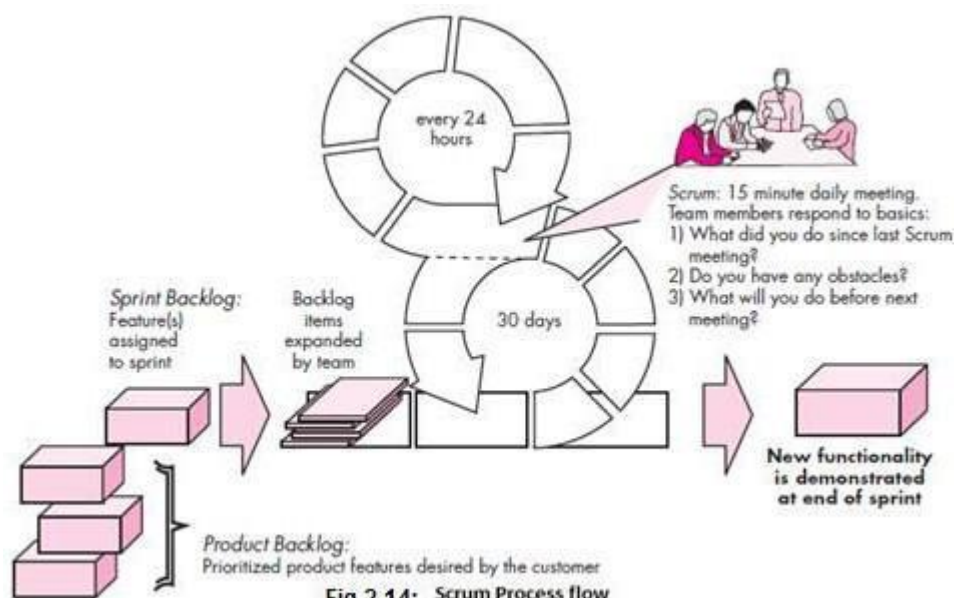 every 24
hours
Scrum: 15 minute daily meeting.
Team members respond to basics:
1) What did you do since last Scrum
meeting?
2) Do you have any obstacles?
3) What will you do before next
meeting?
Sprint Backlog:
Feature(s)
assigned
to sprint
Backlog
items
expanded
by team
30 days
New functionality
is demonstrated
at end of sprint
Product Backlog:
Prioritized product features desired by the customer
Fig 2.14: Scrum Process flow